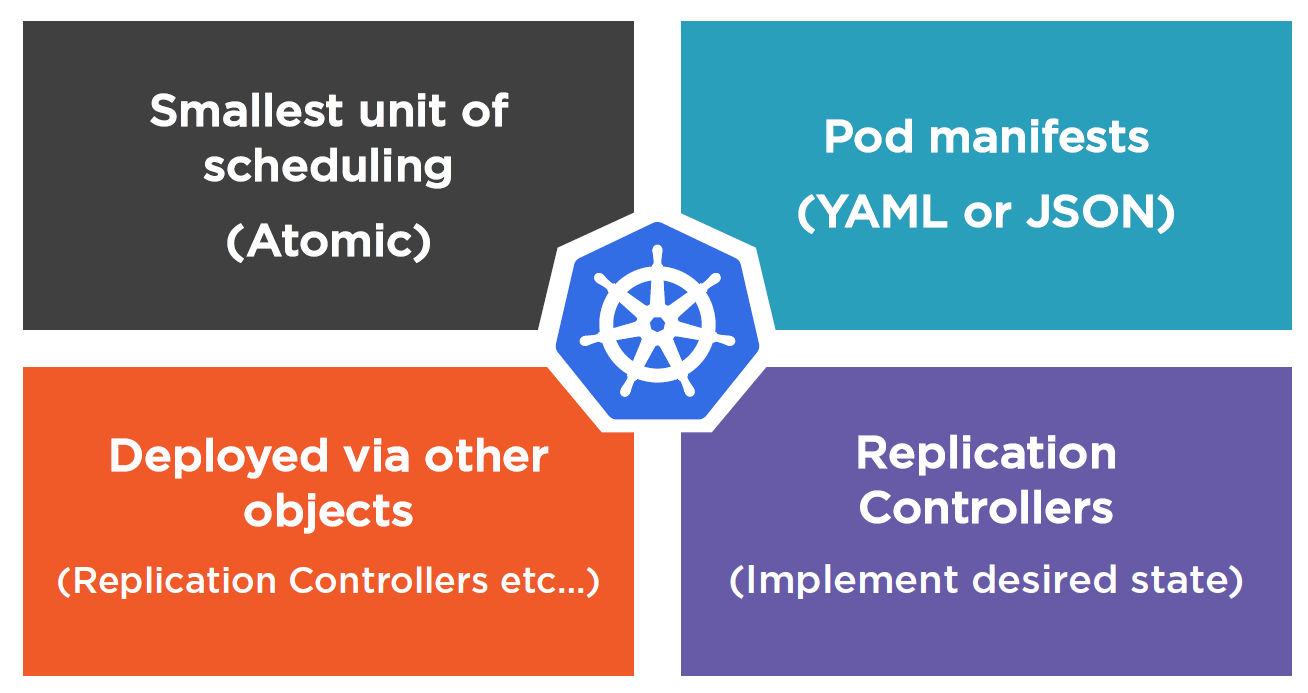 Smallest unit of
scheduling
(Atomic)
Pod manifests
(YAML or JSON)
Deployed via other
objects
(Replication Controllers etc...)
Replication
Controllers
(Implement desired state)